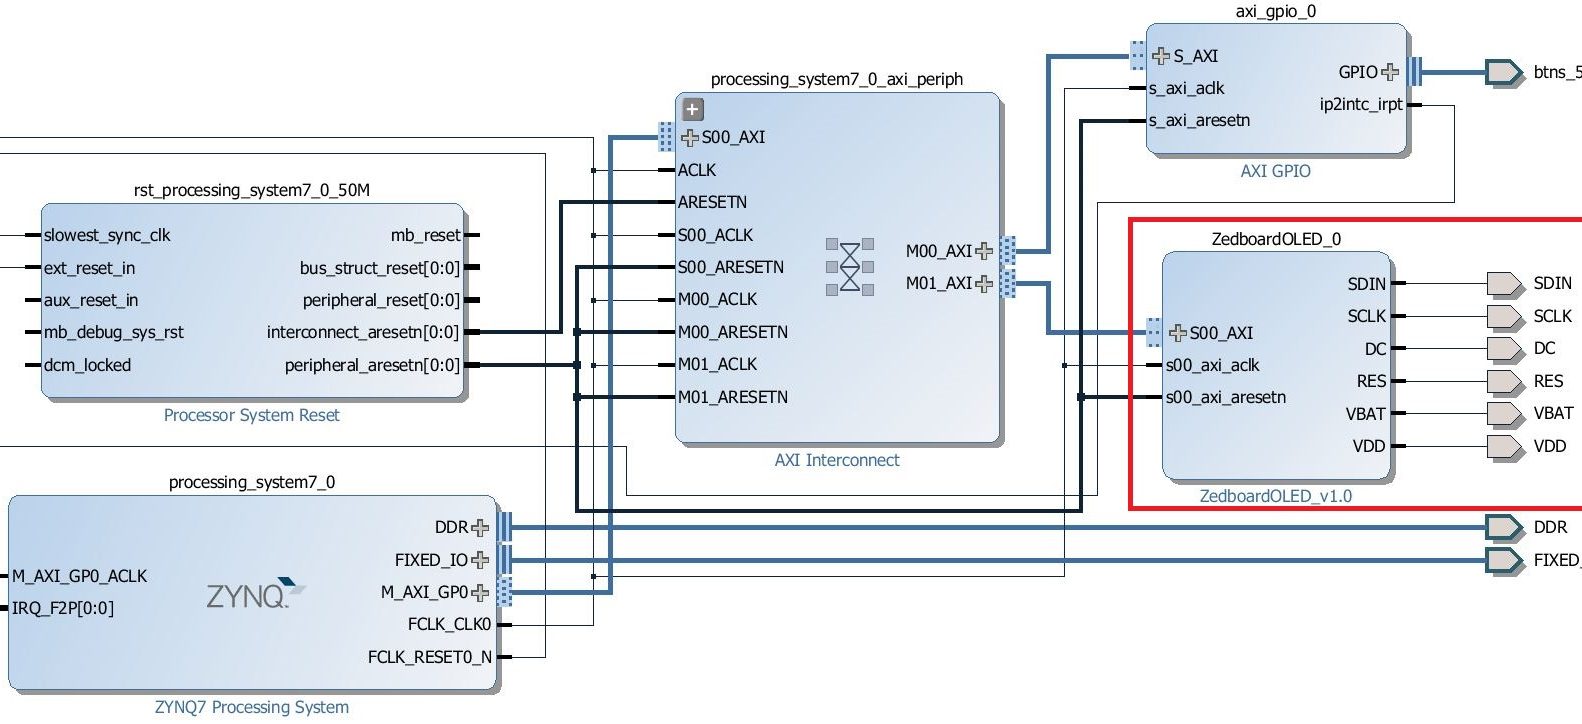 axi_gpio_0
S_AXI
s_axi_aclk
s_axi_aresetn
GPIO
ip2intc_irpt
AXI GPIO
btns_5
processing_system7_0_axi_periph
S00_AXI
ACLK
ARESETN
S00_ACLK
S00_ARESETN
M00_ACLK
M00_ARESETN
M01_ACLK
M01_ARESETN
M00_AXI
M01_AXI
AXI Interconnect
rst_processing_system7_0_50M
slowest_sync_clk
ext_reset_in
aux_reset_in
mb_debug_sys_rst
dcm_locked
mb_reset
bus_struct_reset[0:0]
peripheral_reset[0:0]
interconnect_aresetn[0:0]
peripheral_aresetn[0:0]
Processor System Reset
ZedboardOLED_0
S00_AXI
s00_axi_aclk
s00_axi_aresetn
SDIN
SCLK
DC
RES
VBAT
VDD
ZedboardOLED_v1.0
SDIN
SCLK
DC
RES
VBAT
VDD
processing_system7_0
M_AXI_GP0_ACLK
IRQ_F2P[0:0]
ZYNQ
DDR
FIXED_IO
M_AXI_GP0
FCLK_CLK0
FCLK_RESET0_N
ZYNQ7 Processing System
DDR
FIXED_